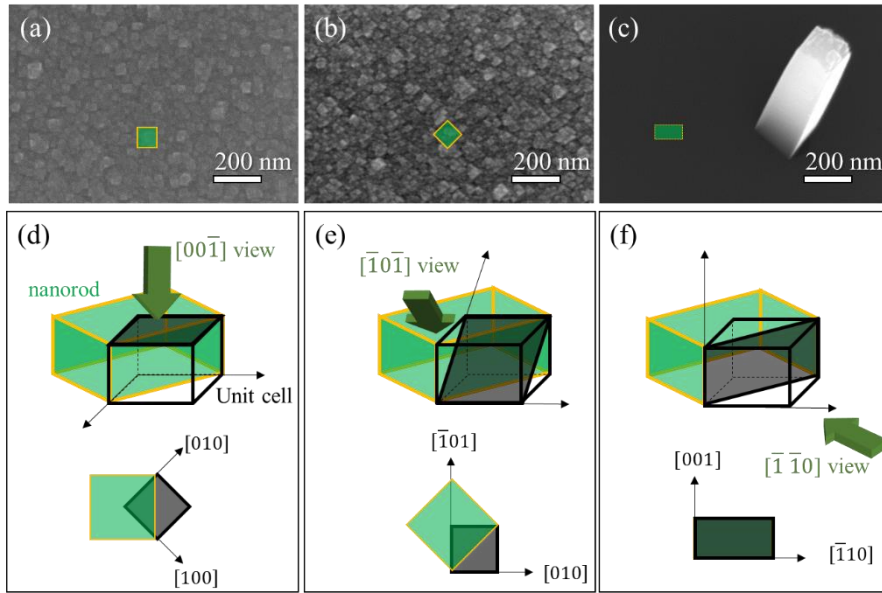 (a)
200 nm
(b)
200 nm
(c)
200 nm
(d)
[001̅] view
nanorod
Unit cell
[010]
[100]
(e)
[1̅01̅] view
[1̅01]
[010]
(f)
[1̅ 1̅0] view
[001]
[1̅10]